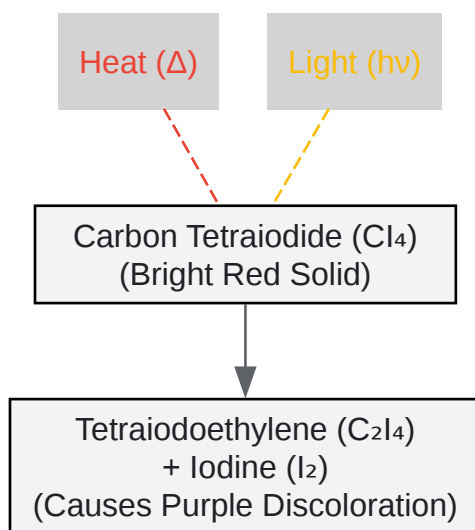 Heat (Δ)
Light (hν)
Carbon Tetraiodide (CI₄)
(Bright Red Solid)
Tetraiodoethylene (C₂I₄)
+ Iodine (I₂)
(Causes Purple Discoloration)